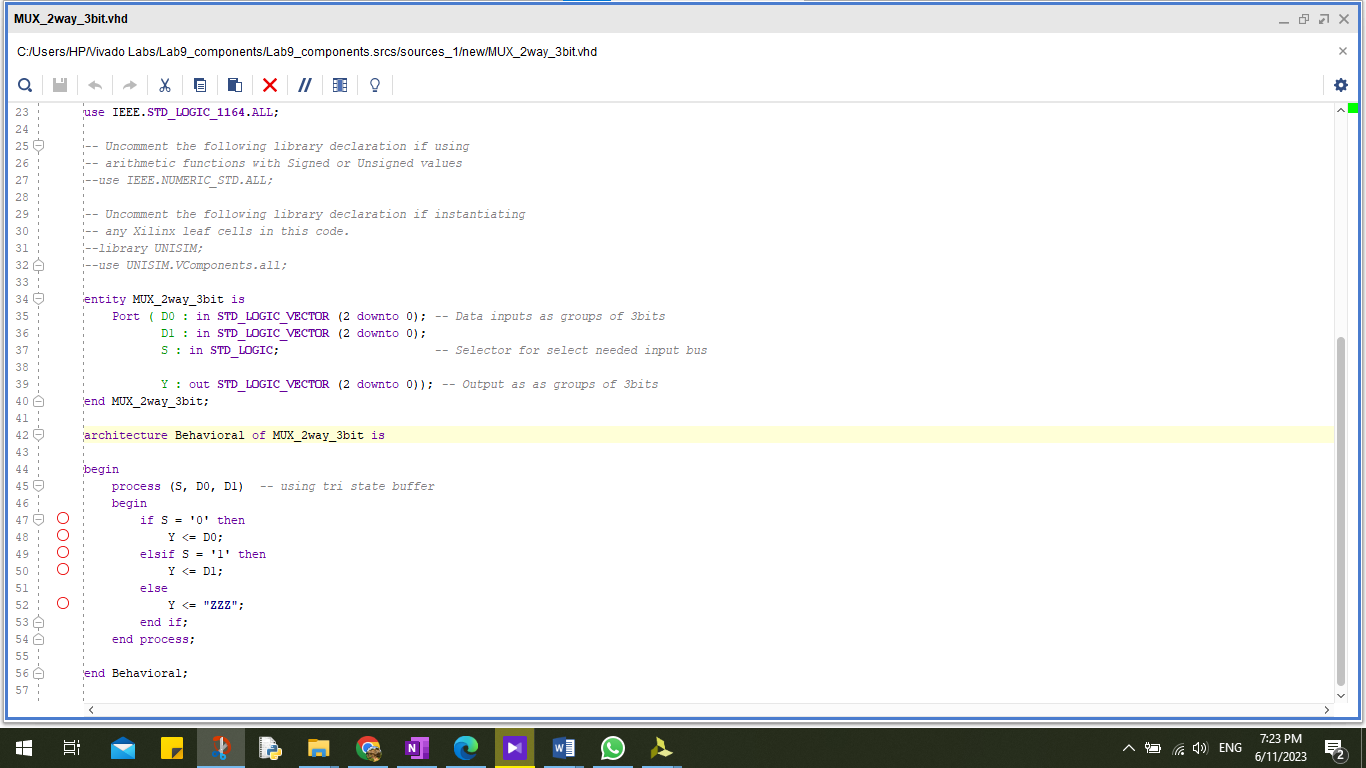 MUX_2way_3bit.vhd
C:/Users/HP/Vivado Labs/Lab9_components/Lab9_components.srcs/sources_1/new/MUX_2way_3bit.vhd
23 use IEEE.STD_LOGIC_1164.ALL;
24
25 -- Uncomment the following library declaration if using
26 -- arithmetic functions with Signed or Unsigned values
27 --use IEEE.NUMERIC_STD.ALL;
28
29 -- Uncomment the following library declaration if instantiating
30 -- any Xilinx leaf cells in this code.
31 --library UNISIM;
32 --use UNISIM.VComponents.all;
33
34 entity MUX_2way_3bit is
35     Port ( D0 : in STD_LOGIC_VECTOR (2 downto 0); -- Data inputs as groups of 3bits
36            D1 : in STD_LOGIC_VECTOR (2 downto 0);
37            S : in STD_LOGIC;                      -- Selector for select needed input bus
38
39            Y : out STD_LOGIC_VECTOR (2 downto 0)); -- Output as as groups of 3bits
40 end MUX_2way_3bit;
41
42 architecture Behavioral of MUX_2way_3bit is
43
44 begin
45     process (S, D0, D1)  -- using tri state buffer
46     begin
47         if S = '0' then
48             Y <= D0;
49         elsif S = '1' then
50             Y <= D1;
51         else
52             Y <= "ZZZ";
53         end if;
54     end process;
55
56 end Behavioral;
57
ENG
7:23 PM
6/11/2023
2